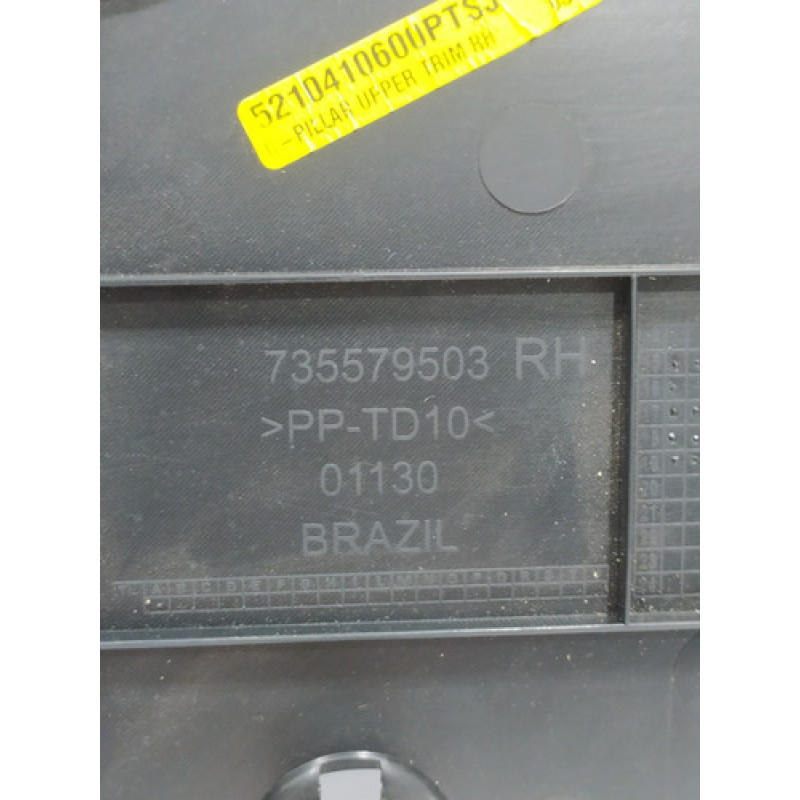 5210410600PTSJ
-PILLAR UPPER TRIM RH
735579503 RH
>PP-TD10<
01130
BRAZIL